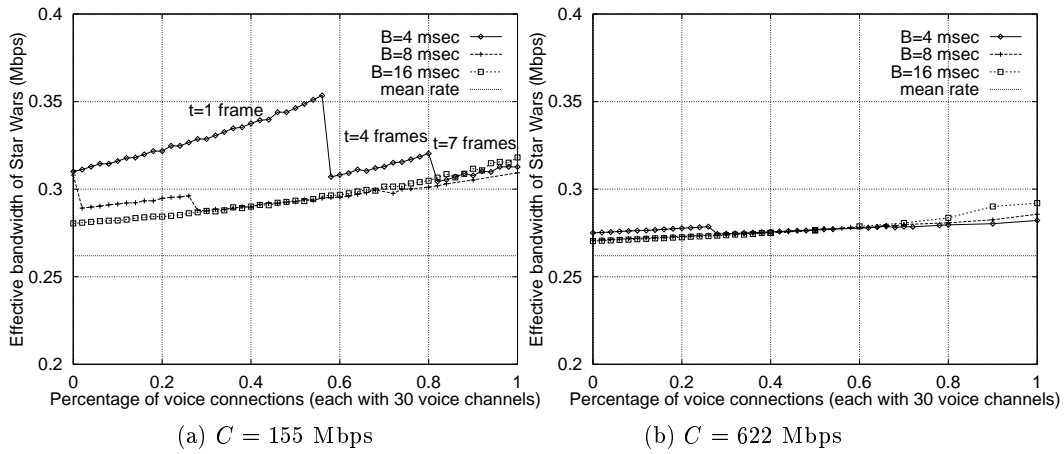 0.4
0.35
0.3
0.25
0.2
0
0.2
0.4
0.6
0.8
1
Effective bandwidth of Star Wars (Mbps)
Percentage of voice connections (each with 30 voice channels)
B=4 msec
B=8 msec
B=16 msec
mean rate
t=1 frame
t=4 frames
t=7 frames
(a) C = 155 Mbps
0.4
0.35
0.3
0.25
0.2
0
0.2
0.4
0.6
0.8
1
Effective bandwidth of Star Wars (Mbps)
Percentage of voice connections (each with 30 voice channels)
B=4 msec
B=8 msec
B=16 msec
mean rate
(b) C = 622 Mbps